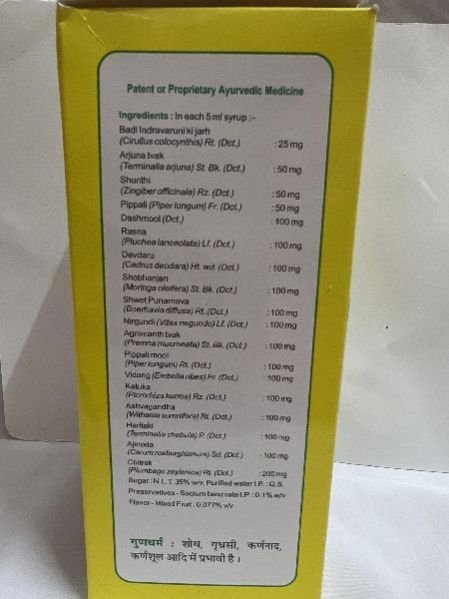 Patent or Proprietary Ayurvedic Medicine
Ingredients : In each 5 ml syrup :-
Badi Indravaruni ki jarh
(Cirullus colocynthis) Rt. (Dct.) : 25 mg
Arjuna tvak
(Terminalia arjuna) St. Bk. (Dct.) : 50 mg
Shunthi
(Zingiber officinale) Rz. (Dct.) : 50 mg
Pippali (Piper longum) Fr. (Dct.) : 50 mg
Dashmool (Dct.) : 100 mg
Rasna
(Pluchea lanceolata) Lf. (Dct.) : 100 mg
Devdaru
(Cedrus deodara) Ht. wd. (Dct.) : 100 mg
Shobhanjan
(Moringa oleifera) St. Bk. (Dct.) : 100 mg
Shwet Punarnava
(Boerhavia diffusa) Rt. (Dct.) : 100 mg
Nirgundi (Vitex negundo) Lf. (Dct.) : 100 mg
Agnimanth tvak
(Premna mucronata) St. Bk. (Dct.) : 100 mg
Pippali mool
(Piper longum) Rt. (Dct.) : 100 mg
Vidang (Embelia ribes) Fr. (Dct.) : 100 mg
Katuka
(Picrorhiza kurroa) Rz. (Dct.) : 100 mg
Ashvagandha
(Withania somnifera) Rt. (Dct.) : 100 mg
Haritaki
(Terminalia chebula) P. (Dct.) : 100 mg
Ajmoda
(Carum roxburghianum) Sd. (Dct.) : 100 mg
Chitrak
(Plumbago zeylanica) Rt. (Dct.) : 200 mg
Sugar : N.L.T. 35% w/v, Purified water I.P. : Q.S.
Preservatives - Sodium benzoate I.P. : 0.1% w/v
Flavor - Mixed Fruit : 0.077% v/v
गुणधर्म : शोथ, गृध्रसी, कर्णनाद,
कर्णशूल आदि में प्रभावी है।